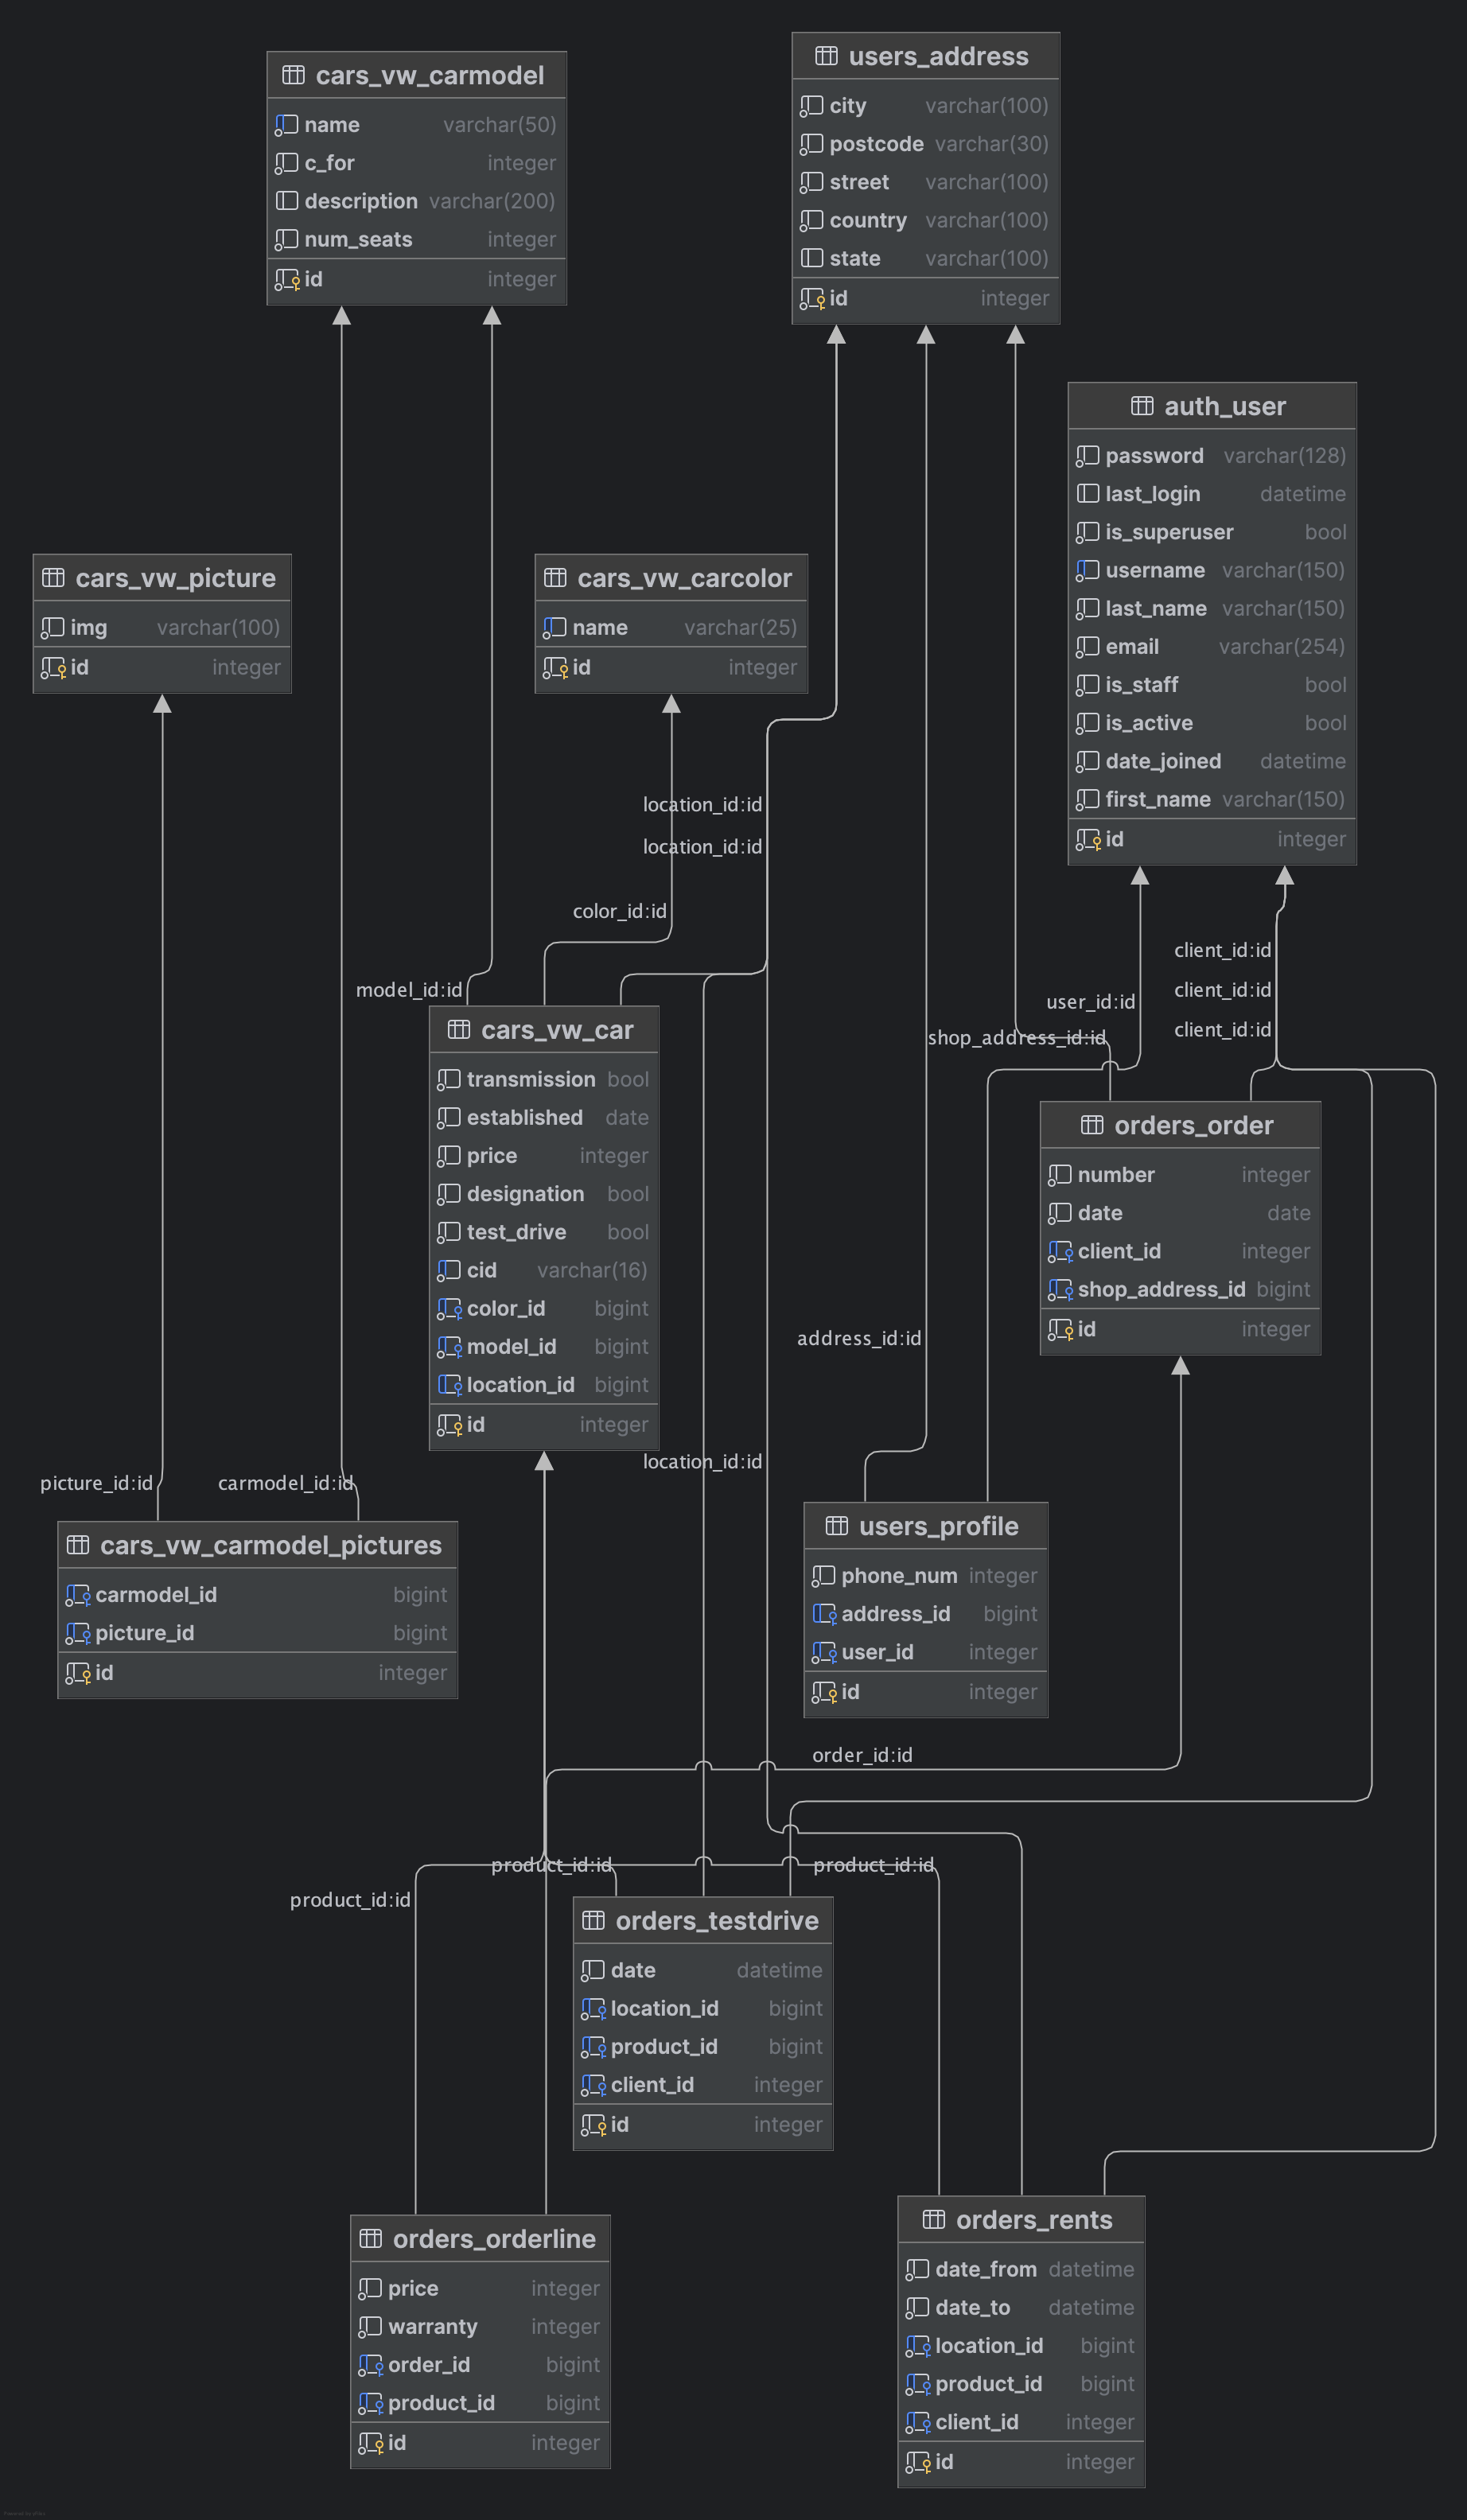 cars_vw_carmodel
name varchar(50)
c_for integer
description varchar(200)
num_seats integer
id integer
users_address
city varchar(100)
postcode varchar(30)
street varchar(100)
country varchar(100)
state varchar(100)
id integer
auth_user
password varchar(128)
last_login datetime
is_superuser bool
username varchar(150)
last_name varchar(150)
email varchar(254)
is_staff bool
is_active bool
date_joined datetime
first_name varchar(150)
id integer
cars_vw_picture
img varchar(100)
id integer
cars_vw_carcolor
name varchar(25)
id integer
location_id:id
location_id:id
color_id:id
model_id:id
client_id:id
client_id:id
client_id:id
user_id:id
shop_address_id:id
cars_vw_car
transmission bool
established date
price integer
designation bool
test_drive bool
cid varchar(16)
color_id bigint
model_id bigint
location_id bigint
id integer
orders_order
number integer
date date
client_id integer
shop_address_id bigint
id integer
address_id:id
location_id:id
picture_id:id
carmodel_id:id
cars_vw_carmodel_pictures
carmodel_id bigint
picture_id bigint
id integer
users_profile
phone_num integer
address_id bigint
user_id integer
id integer
order_id:id
product_id:id
product_id:id
product_id:id
orders_testdrive
date datetime
location_id bigint
product_id bigint
client_id integer
id integer
orders_orderline
price integer
warranty integer
order_id bigint
product_id bigint
id integer
orders_rents
date_from datetime
date_to datetime
location_id bigint
product_id bigint
client_id integer
id integer